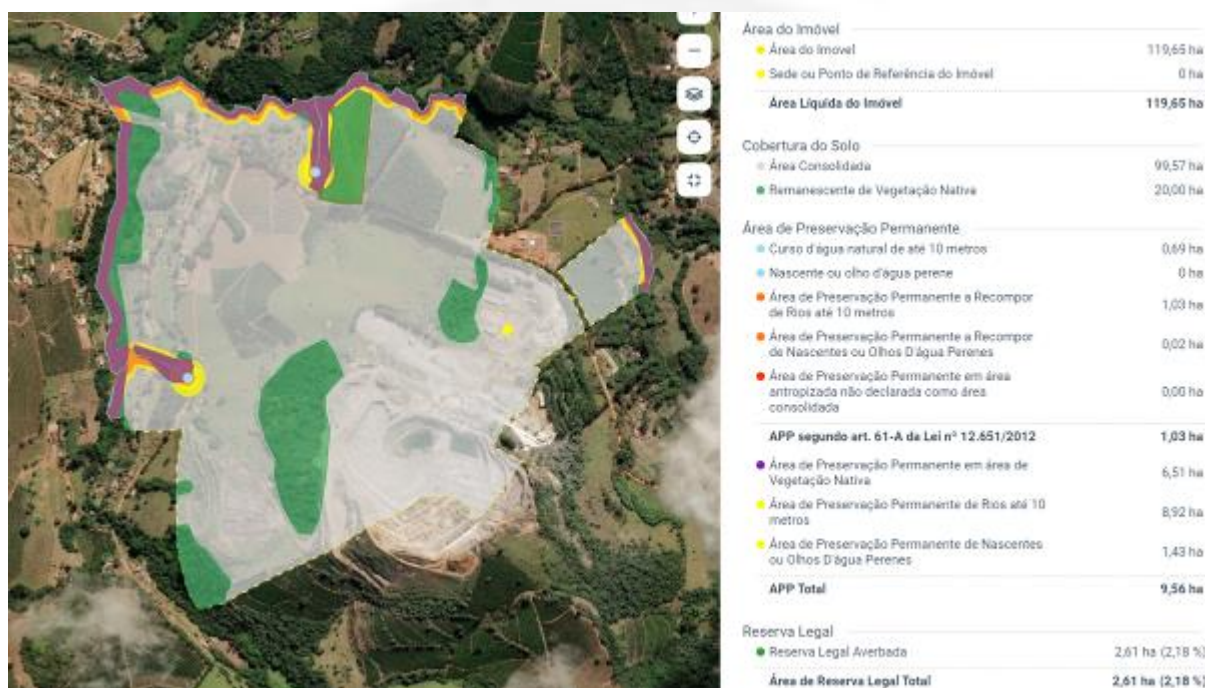 Área do Imóvel
Área do Imovel 119,65 ha
Sede ou Ponto de Referência do Imóvel 0 ha
Área Líquida do Imóvel 119,65 ha
Cobertura do Solo
Área Consolidada 99,57 ha
Remanescente de Vegetação Nativa 20,00 ha
Área de Preservação Permanente
Curso d'água natural de até 10 metros 0,69 ha
Nascente ou olho d'água perene 0 ha
Área de Preservação Permanente a Recompor
de Rios até 10 metros 1,03 ha
Área de Preservação Permanente a Recompor
de Nascentes ou Olhos D'água Perenes 0,02 ha
Área de Preservação Permanente em área
antropizada não declarada como área
consolidada 0,00 ha
APP segundo art. 61-A da Lei nº 12.651/2012 1,03 ha
Área de Preservação Permanente em área de
Vegetação Nativa 6,51 ha
Área de Preservação Permanente de Rios até 10
metros 8,92 ha
Área de Preservação Permanente de Nascentes
ou Olhos D'água Perenes 1,43 ha
APP Total 9,56 ha
Reserva Legal
Reserva Legal Averbada 2,61 ha (2,18 %)
Área de Reserva Legal Total 2,61 ha (2,18 %)